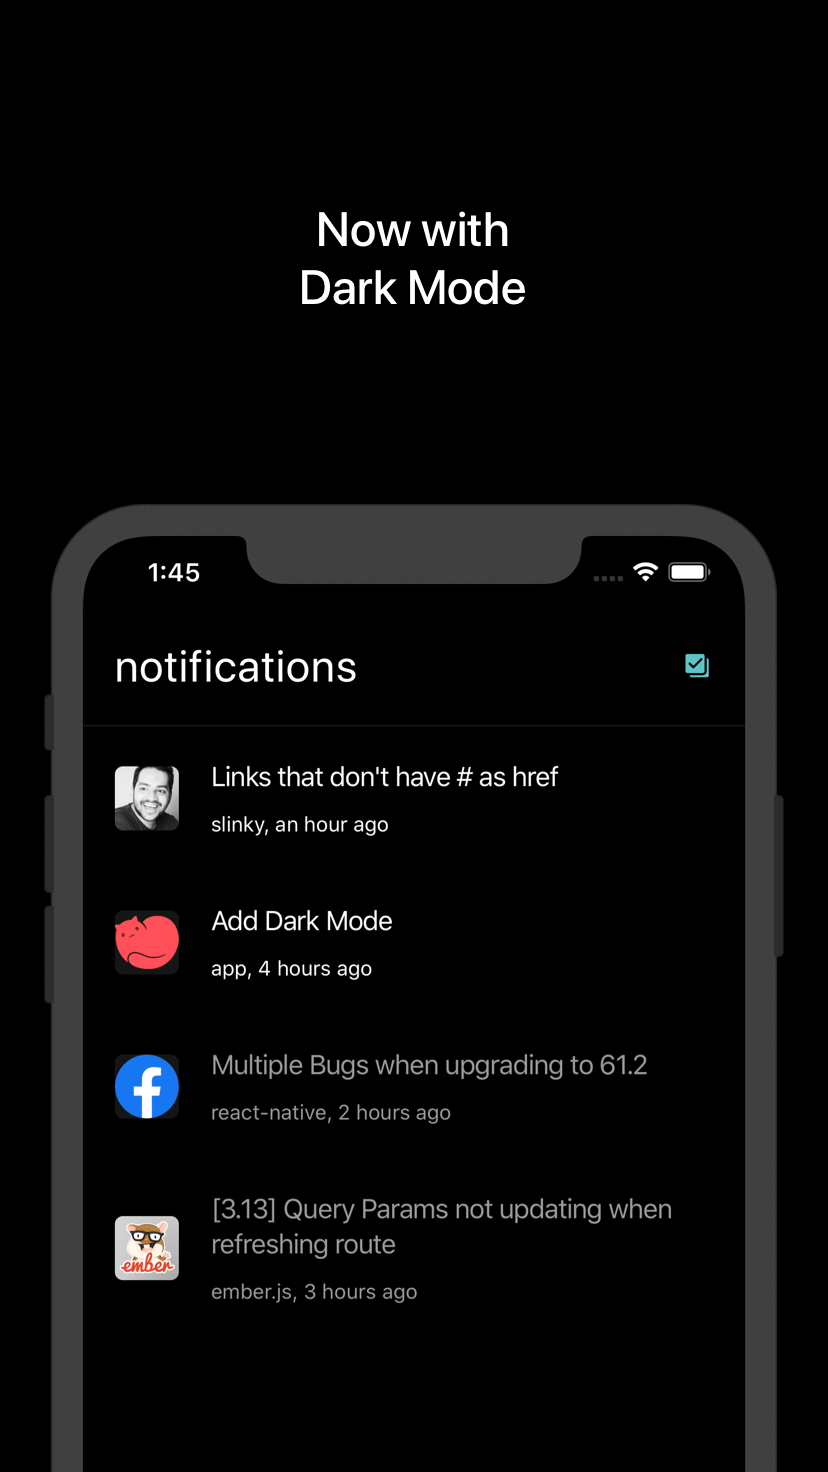 Now with
Dark Mode
1:45
notifications
Links that don't have # as href
slinky, an hour ago
Add Dark Mode
app, 4 hours ago
Multiple Bugs when upgrading to 61.2
react-native, 2 hours ago
[3.13] Query Params not updating when
refreshing route
ember
ember.js, 3 hours ago